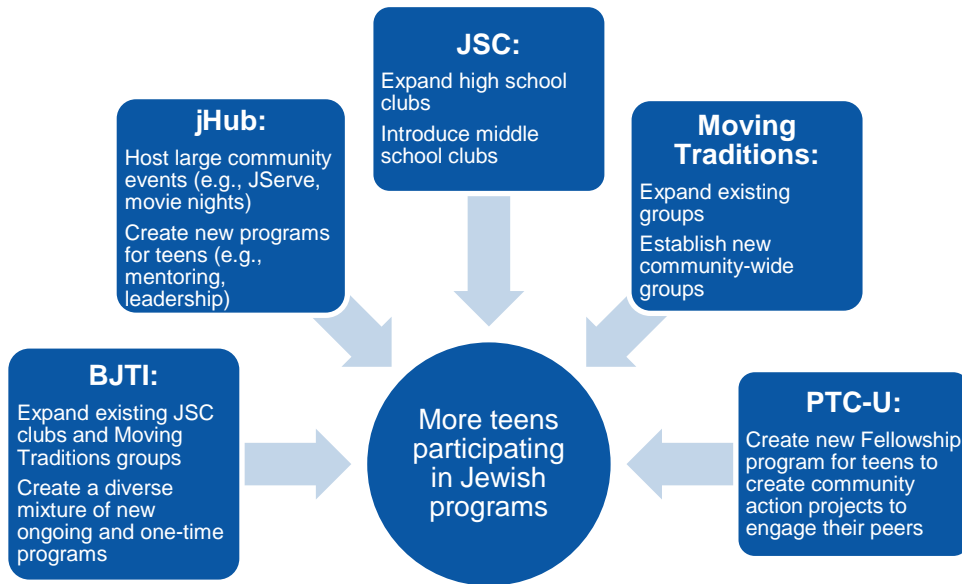 JSC:
Expand high school
clubs
Introduce middle
school clubs
jHub:
Host large community
events (e.g., JServe,
movie nights)
Create new programs
for teens (e.g.,
mentoring,
leadership)
Moving
Traditions:
Expand existing
groups
Establish new
community-wide
groups
BJTI:
Expand existing JSC
clubs and Moving
Traditions groups
Create a diverse
mixture of new
ongoing and one-time
programs
More teens
participating
in Jewish
programs
PTC-U:
Create new Fellowship
program for teens to
create community
action projects to
engage their peers